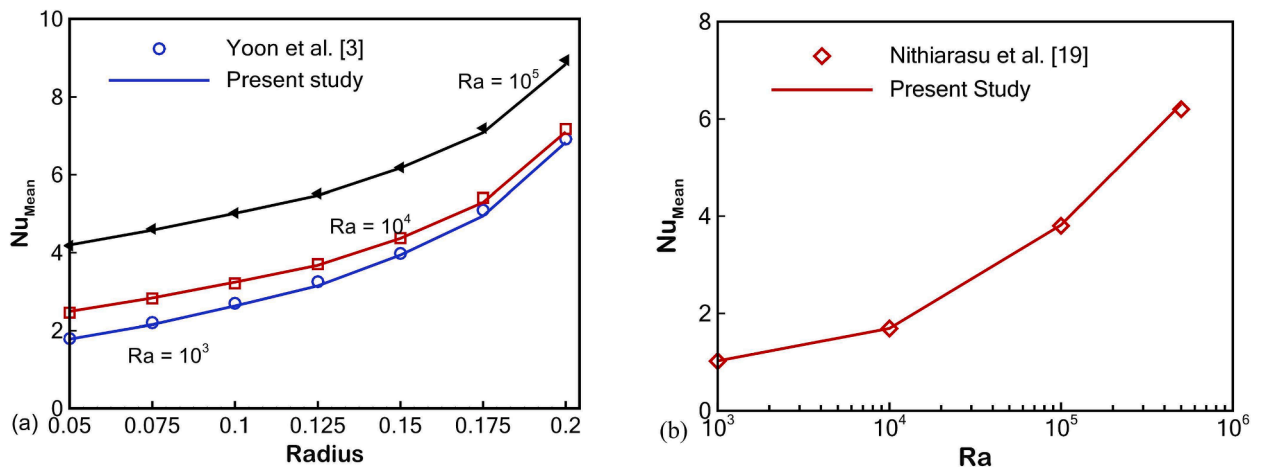 10
8
6
4
2
0
Nu_Mean
Yoon et al. [3]
Present study
Ra = 10^5
Ra = 10^4
Ra = 10^3
(a)
0.05 0.075 0.1 0.125 0.15 0.175 0.2
Radius
8
6
4
2
0
Nu_Mean
Nithiarasu et al. [19]
Present Study
(b)
10^3 10^4 10^5 10^6
Ra